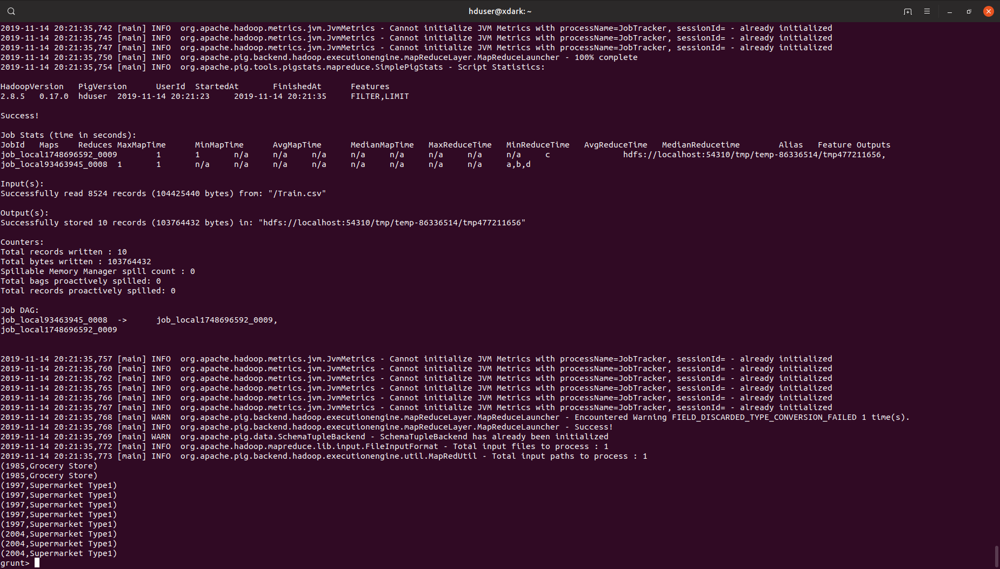 hduser@xdark: ~
2019-11-14 20:21:35,742 [main] INFO  org.apache.hadoop.metrics.jvm.JvmMetrics - Cannot initialize JVM Metrics with processName=JobTracker, sessionId= - already initialized
2019-11-14 20:21:35,745 [main] INFO  org.apache.hadoop.metrics.jvm.JvmMetrics - Cannot initialize JVM Metrics with processName=JobTracker, sessionId= - already initialized
2019-11-14 20:21:35,747 [main] INFO  org.apache.hadoop.metrics.jvm.JvmMetrics - Cannot initialize JVM Metrics with processName=JobTracker, sessionId= - already initialized
2019-11-14 20:21:35,750 [main] INFO  org.apache.pig.backend.hadoop.executionengine.mapReduceLayer.MapReduceLauncher - 100% complete
2019-11-14 20:21:35,754 [main] INFO  org.apache.pig.tools.pigstats.mapreduce.SimplePigStats - Script Statistics:
HadoopVersion   PigVersion      UserId  StartedAt       FinishedAt      Features
2.8.5   0.17.0  hduser  2019-11-14 20:21:23     2019-11-14 20:21:35     FILTER,LIMIT
Success!
Job Stats (time in seconds):
JobId   Maps    Reduces MaxMapTime      MinMapTime      AvgMapTime      MedianMapTime   MaxReduceTime   MinReduceTime   AvgReduceTime   MedianReducetime        Alias   Feature Outputs
job_local1748696592_0009        1       1       n/a     n/a     n/a     n/a     n/a     n/a     n/a     n/a     c               hdfs://localhost:54310/tmp/temp-86336514/tmp477211656,
job_local93463945_0008  1       1       n/a     n/a     n/a     n/a     n/a     n/a     n/a     n/a     a,b,d
Input(s):
Successfully read 8524 records (104425440 bytes) from: "/Train.csv"
Output(s):
Successfully stored 10 records (103764432 bytes) in: "hdfs://localhost:54310/tmp/temp-86336514/tmp477211656"
Counters:
Total records written : 10
Total bytes written : 103764432
Spillable Memory Manager spill count : 0
Total bags proactively spilled: 0
Total records proactively spilled: 0
Job DAG:
job_local93463945_0008  ->      job_local1748696592_0009,
job_local1748696592_0009
2019-11-14 20:21:35,757 [main] INFO  org.apache.hadoop.metrics.jvm.JvmMetrics - Cannot initialize JVM Metrics with processName=JobTracker, sessionId= - already initialized
2019-11-14 20:21:35,760 [main] INFO  org.apache.hadoop.metrics.jvm.JvmMetrics - Cannot initialize JVM Metrics with processName=JobTracker, sessionId= - already initialized
2019-11-14 20:21:35,762 [main] INFO  org.apache.hadoop.metrics.jvm.JvmMetrics - Cannot initialize JVM Metrics with processName=JobTracker, sessionId= - already initialized
2019-11-14 20:21:35,765 [main] INFO  org.apache.hadoop.metrics.jvm.JvmMetrics - Cannot initialize JVM Metrics with processName=JobTracker, sessionId= - already initialized
2019-11-14 20:21:35,766 [main] INFO  org.apache.hadoop.metrics.jvm.JvmMetrics - Cannot initialize JVM Metrics with processName=JobTracker, sessionId= - already initialized
2019-11-14 20:21:35,767 [main] INFO  org.apache.hadoop.metrics.jvm.JvmMetrics - Cannot initialize JVM Metrics with processName=JobTracker, sessionId= - already initialized
2019-11-14 20:21:35,768 [main] WARN  org.apache.pig.backend.hadoop.executionengine.mapReduceLayer.MapReduceLauncher - Encountered Warning FIELD_DISCARDED_TYPE_CONVERSION_FAILED 1 time(s).
2019-11-14 20:21:35,768 [main] INFO  org.apache.pig.backend.hadoop.executionengine.mapReduceLayer.MapReduceLauncher - Success!
2019-11-14 20:21:35,769 [main] WARN  org.apache.pig.data.SchemaTupleBackend - SchemaTupleBackend has already been initialized
2019-11-14 20:21:35,772 [main] INFO  org.apache.hadoop.mapreduce.lib.input.FileInputFormat - Total input files to process : 1
2019-11-14 20:21:35,773 [main] INFO  org.apache.pig.backend.hadoop.executionengine.util.MapRedUtil - Total input paths to process : 1
(1985,Grocery Store)
(1985,Grocery Store)
(1997,Supermarket Type1)
(1997,Supermarket Type1)
(1997,Supermarket Type1)
(1997,Supermarket Type1)
(1997,Supermarket Type1)
(2004,Supermarket Type1)
(2004,Supermarket Type1)
(2004,Supermarket Type1)
grunt>